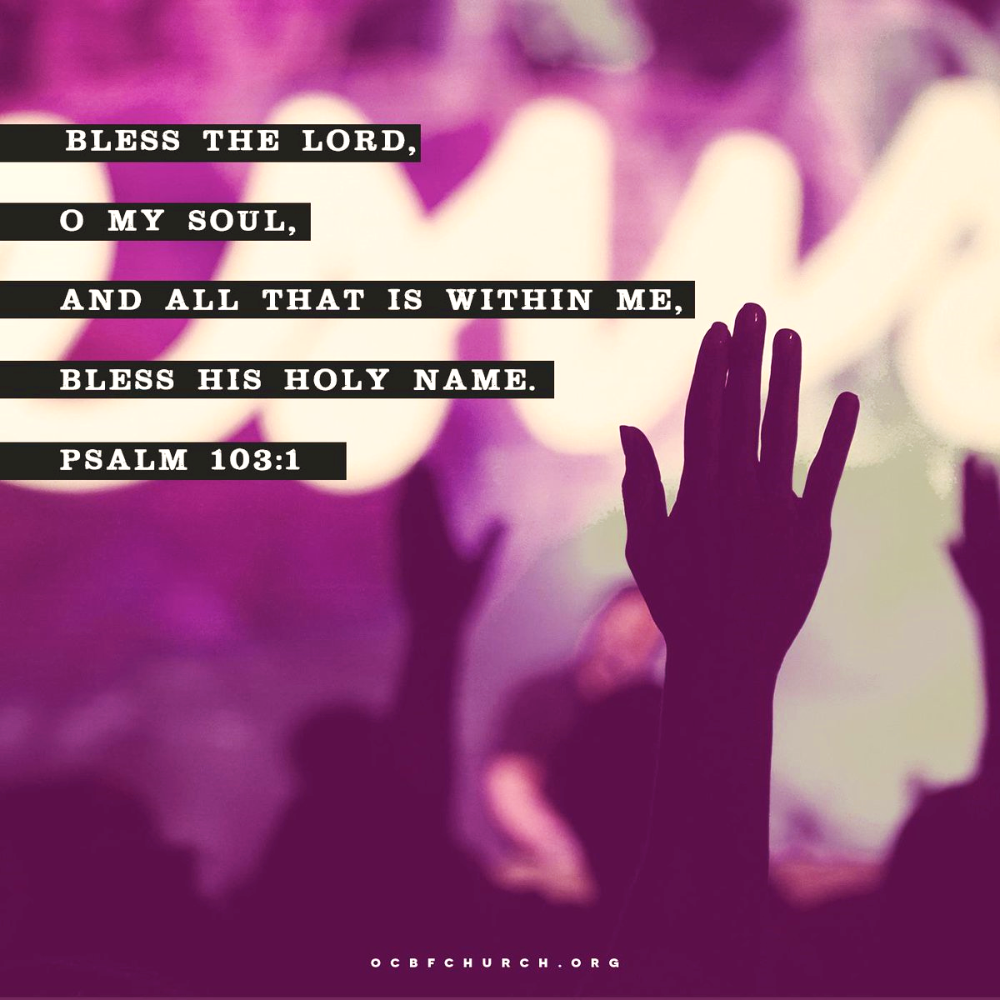 BLESS THE LORD,
O MY SOUL,
AND ALL THAT IS WITHIN ME,
BLESS HIS HOLY NAME.
PSALM 103:1
OCBFCHURCH.ORG